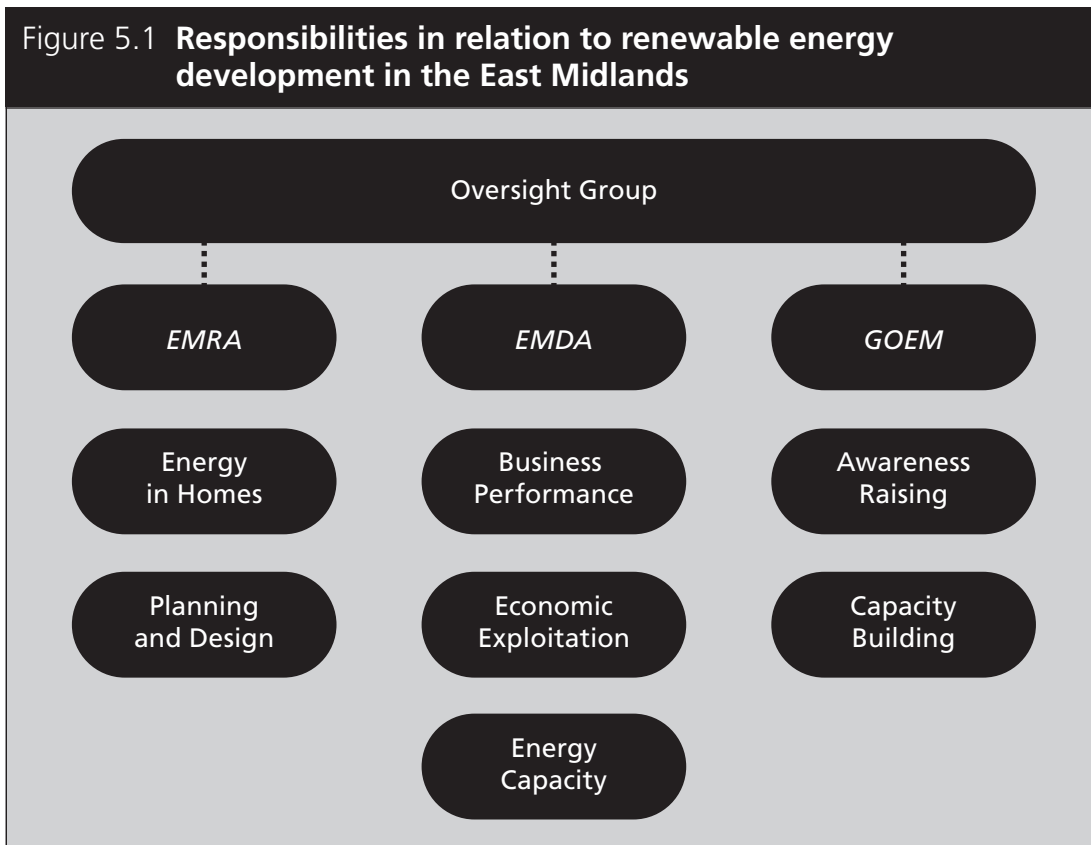 Figure 5.1 Responsibilities in relation to renewable energy
development in the East Midlands
Oversight Group
EMRA
EMDA
GOEM
Energy
in Homes
Business
Performance
Awareness
Raising
Planning
and Design
Economic
Exploitation
Capacity
Building
Energy
Capacity